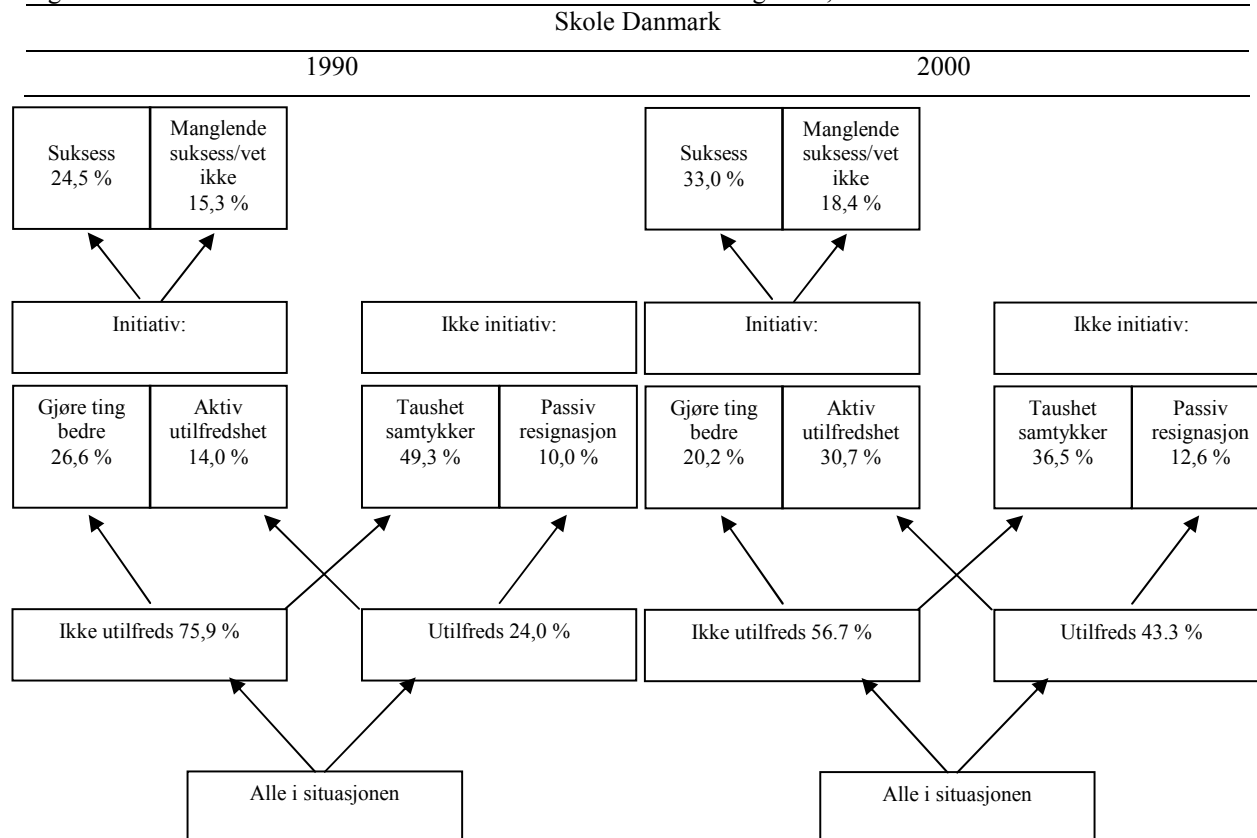 Skole Danmark
1990
2000
Suksess
24,5 %
Manglende
suksess/vet
ikke
15,3 %
Suksess
33,0 %
Manglende
suksess/vet
ikke
18,4 %
Initiativ:
Ikke initiativ:
Initiativ:
Ikke initiativ:
Gjøre ting
bedre
26,6 %
Aktiv
utilfredshet
14,0 %
Taushet
samtykker
49,3 %
Passiv
resignasjon
10,0 %
Gjøre ting
bedre
20,2 %
Aktiv
utilfredshet
30,7 %
Taushet
samtykker
36,5 %
Passiv
resignasjon
12,6 %
Ikke utilfreds 75,9 %
Utilfreds 24,0 %
Ikke utilfreds 56.7 %
Utilfreds 43.3 %
Alle i situasjonen
Alle i situasjonen